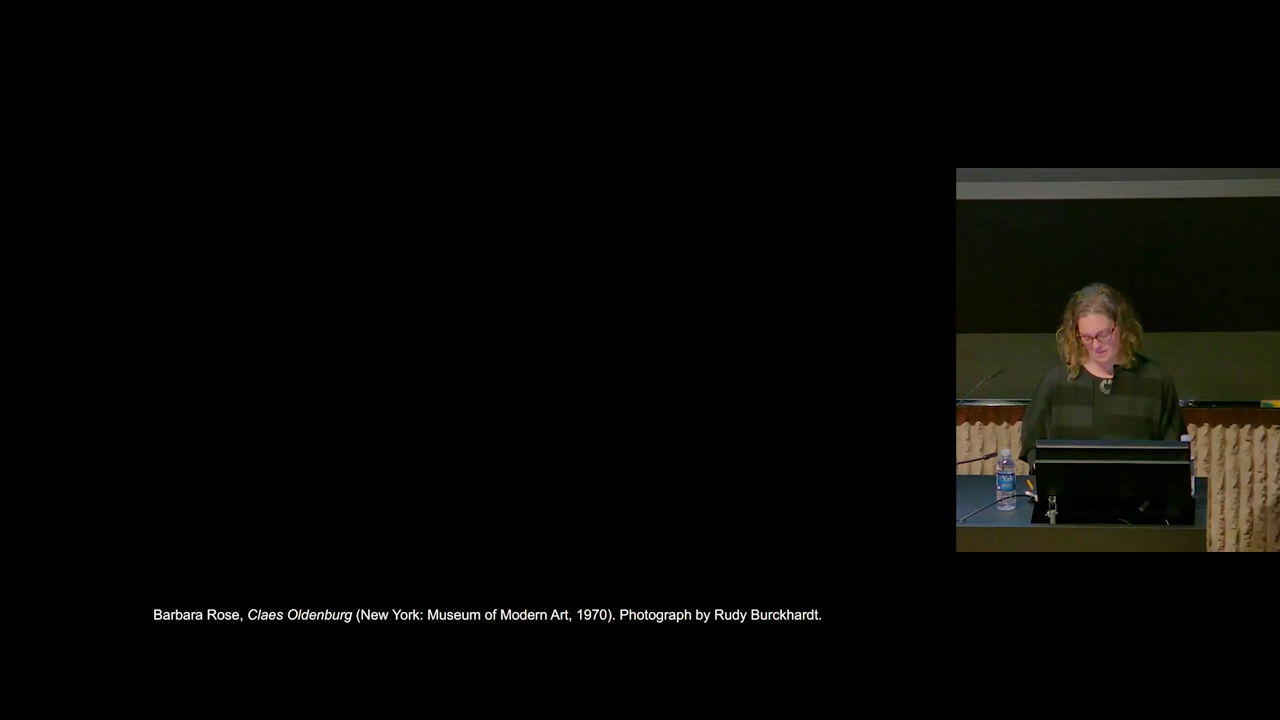 Barbara Rose, Claes Oldenburg (New York: Museum of Modern Art, 1970). Photograph by Rudy Burckhardt.